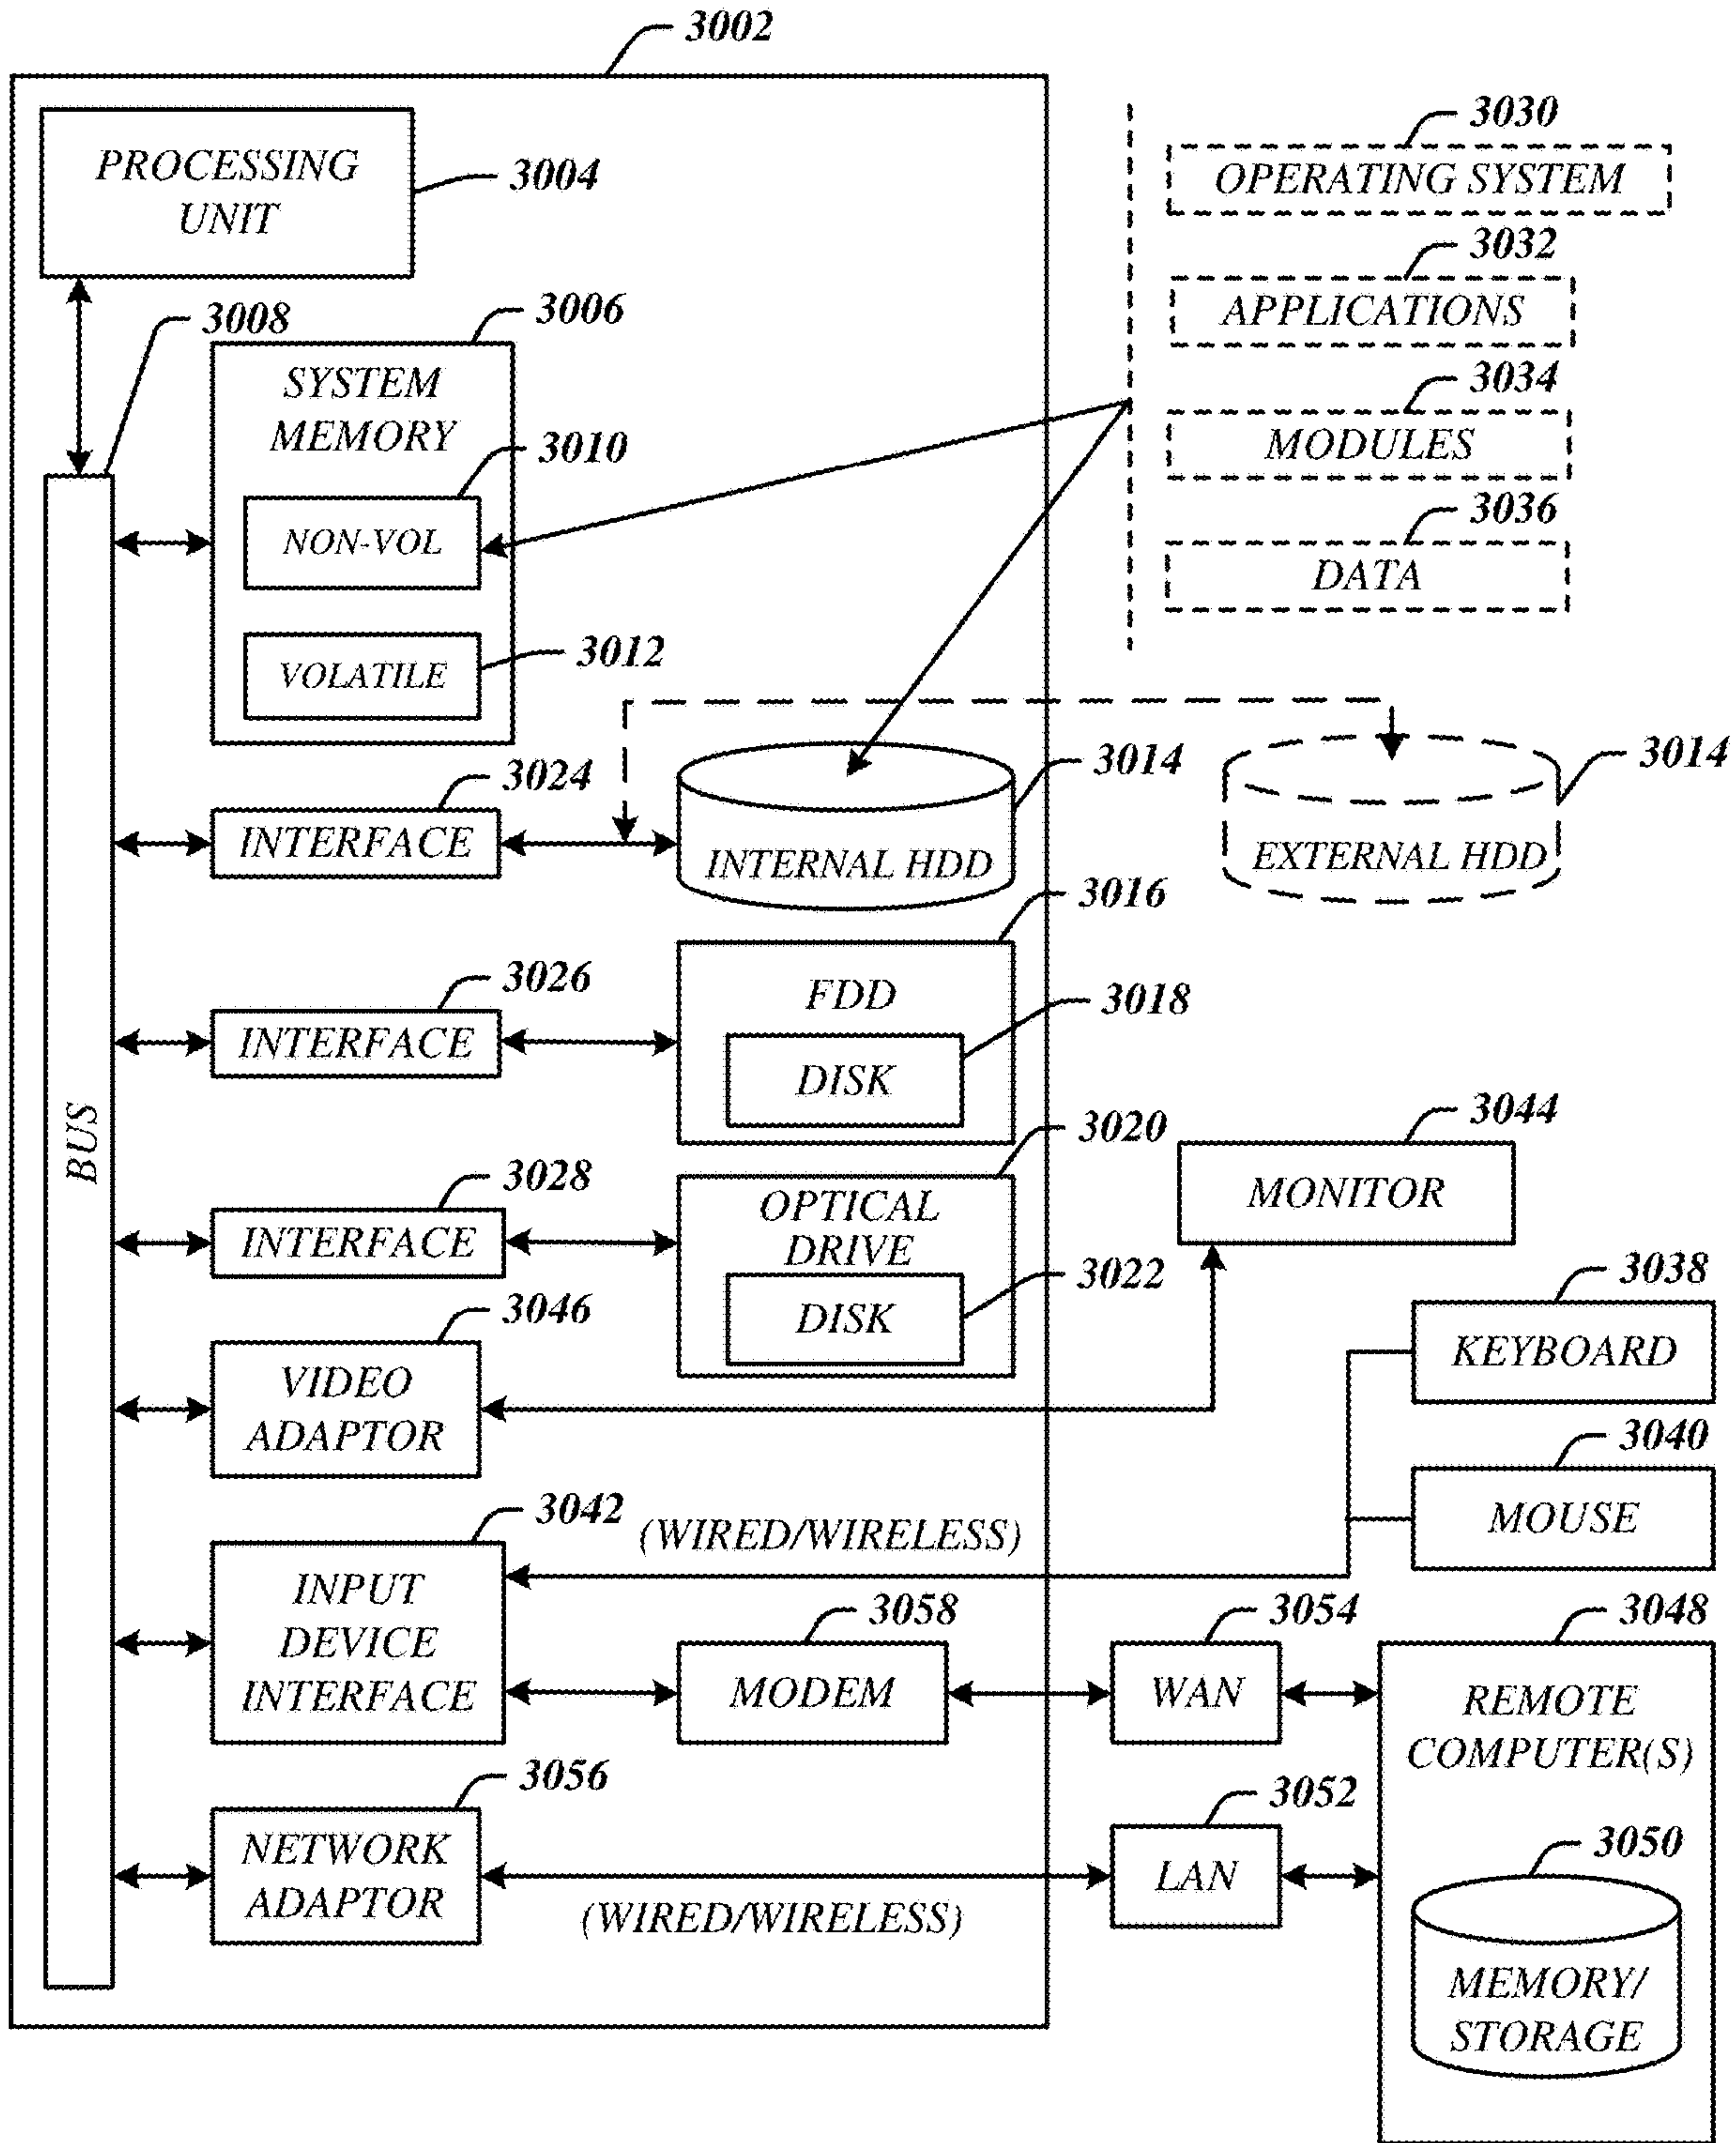 3002
PROCESSING
UNIT
3004
3030
OPERATING SYSTEM
3032
APPLICATIONS
3034
MODULES
3036
DATA
3008
3006
SYSTEM
MEMORY
3010
NON-VOL
3012
VOLATILE
BUS
3024
INTERFACE
3014
INTERNAL HDD
3014
EXTERNAL HDD
3026
INTERFACE
3016
FDD
3018
DISK
3028
INTERFACE
3020
OPTICAL
DRIVE
3022
DISK
3044
MONITOR
3046
VIDEO
ADAPTOR
3038
KEYBOARD
3040
MOUSE
3042
INPUT
DEVICE
INTERFACE
(WIRED/WIRELESS)
3058
MODEM
3054
WAN
3048
REMOTE
COMPUTER(S)
3056
NETWORK
ADAPTOR
(WIRED/WIRELESS)
3052
LAN
3050
MEMORY/
STORAGE